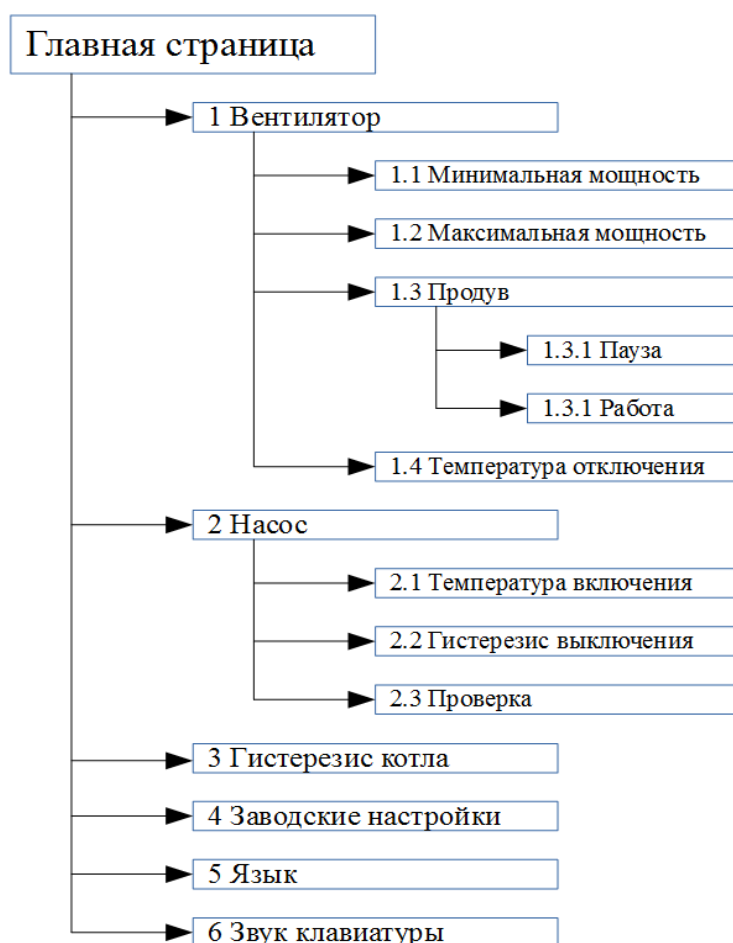 Главная страница
1 Вентилятор
1.1 Минимальная мощность
1.2 Максимальная мощность
1.3 Продув
1.3.1 Пауза
1.3.1 Работа
1.4 Температура отключения
2 Насос
2.1 Температура включения
2.2 Гистерезис выключения
2.3 Проверка
3 Гистерезис котла
4 Заводские настройки
5 Язык
6 Звук клавиатуры